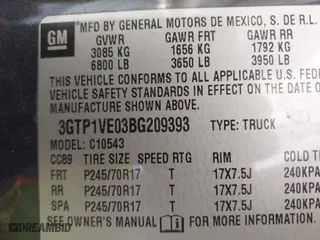 GM
MFD BY GENERAL MOTORS DE MEXICO, S. DE R.L.
GVWR GAWR FRT GAWR RR
3085 KG 1656 KG 1792 KG
6800 LB 3650 LB 3950 LB
THIS VEHICLE CONFORMS TO ALL APPLICABLE
SAFETY STANDARDS IN EFFECT ON THE DATE OF
MANUFACTURE SHOWN ABOVE.
3GTP1VE03BG209393 TYPE: TRUCK
MODEL: C10543
CC89 TIRE SIZE SPEED RTG RIM COLD
FRT P245/70R17 T 17X7.5J 240KPA
RR P245/70R17 T 17X7.5J 240KPA
SPA P245/70R17 T 17X7.5J 240KPA
SEE OWNER'S MANUAL FOR MORE INFORMATION